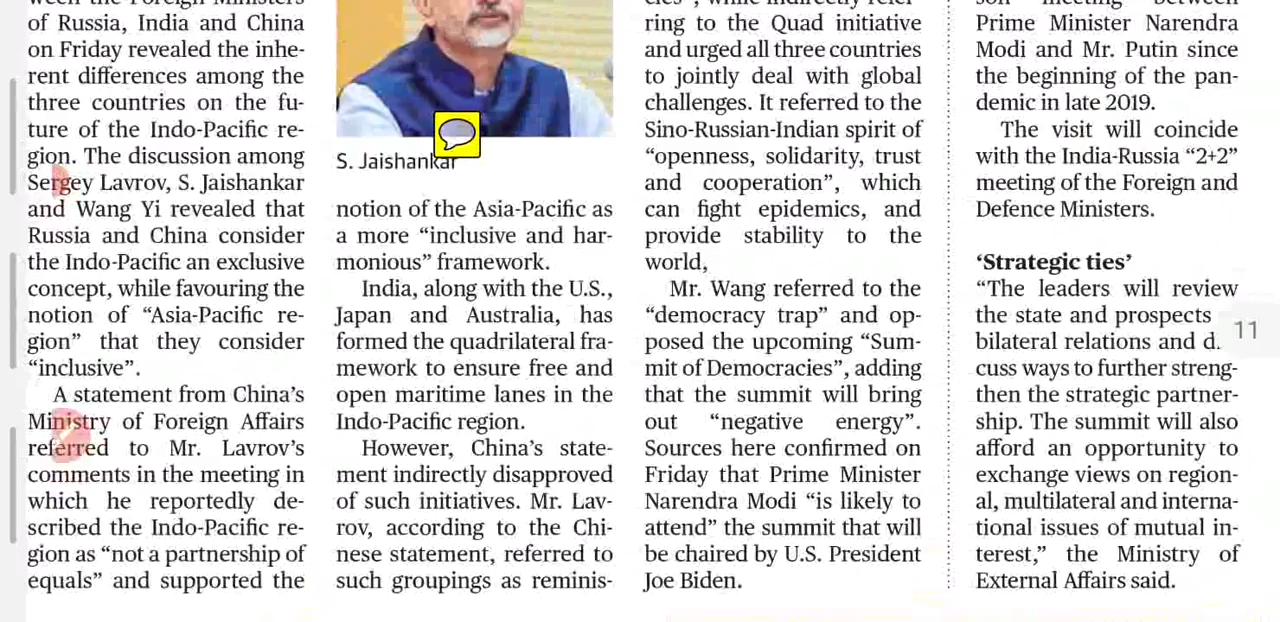 ween the Foreign Ministers
of Russia, India and China
on Friday revealed the inhe-
rent differences among the
three countries on the fu-
ture of the Indo-Pacific re-
gion. The discussion among
Sergey Lavrov, S. Jaishankar
and Wang Yi revealed that
Russia and China consider
the Indo-Pacific an exclusive
concept, while favouring the
notion of “Asia-Pacific re-
gion” that they consider
“inclusive”.
A statement from China’s
Ministry of Foreign Affairs
referred to Mr. Lavrov’s
comments in the meeting in
which he reportedly de-
scribed the Indo-Pacific re-
gion as “not a partnership of
equals” and supported the
S. Jaishankar
notion of the Asia-Pacific as
a more “inclusive and har-
monious” framework.
India, along with the U.S.,
Japan and Australia, has
formed the quadrilateral fra-
mework to ensure free and
open maritime lanes in the
Indo-Pacific region.
However, China’s state-
ment indirectly disapproved
of such initiatives. Mr. Lav-
rov, according to the Chi-
nese statement, referred to
such groupings as reminis-
cies”, while indirectly refer-
ring to the Quad initiative
and urged all three countries
to jointly deal with global
challenges. It referred to the
Sino-Russian-Indian spirit of
“openness, solidarity, trust
and cooperation”, which
can fight epidemics, and
provide stability to the
world,
Mr. Wang referred to the
“democracy trap” and op-
posed the upcoming “Sum-
mit of Democracies”, adding
that the summit will bring
out “negative energy”.
Sources here confirmed on
Friday that Prime Minister
Narendra Modi “is likely to
attend” the summit that will
be chaired by U.S. President
Joe Biden.
son meeting between
Prime Minister Narendra
Modi and Mr. Putin since
the beginning of the pan-
demic in late 2019.
The visit will coincide
with the India-Russia “2+2”
meeting of the Foreign and
Defence Ministers.
‘Strategic ties’
“The leaders will review
the state and prospects
bilateral relations and
cuss ways to further streng-
then the strategic partner-
ship. The summit will also
afford an opportunity to
exchange views on region-
al, multilateral and interna-
tional issues of mutual in-
terest,” the Ministry of
External Affairs said.
11